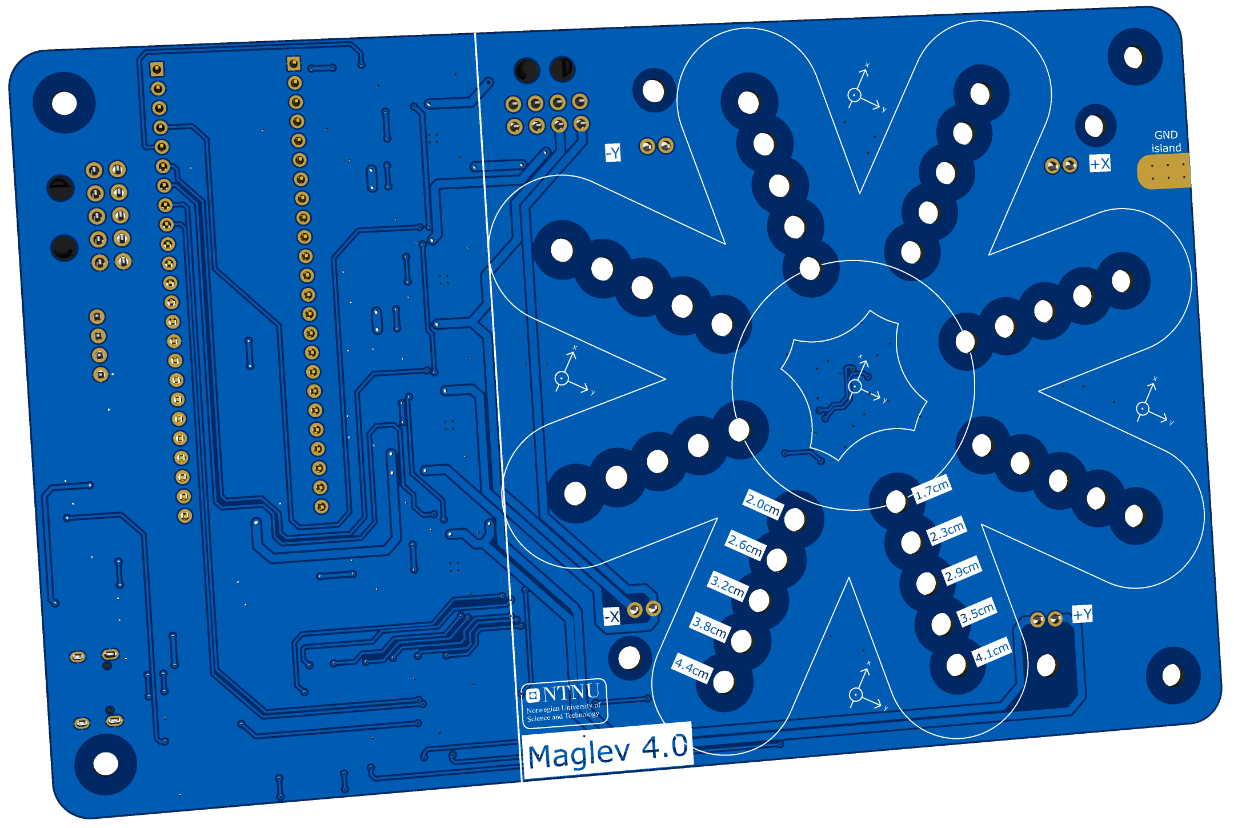 -Y
+X
GND
island
x
y
x
y
x
y
x
y
2.0cm
1.7cm
2.6cm
2.3cm
3.2cm
2.9cm
3.8cm
3.5cm
4.4cm
4.1cm
-X
+Y
x
y
NTNU
Norwegian University of
Science and Technology
Maglev 4.0